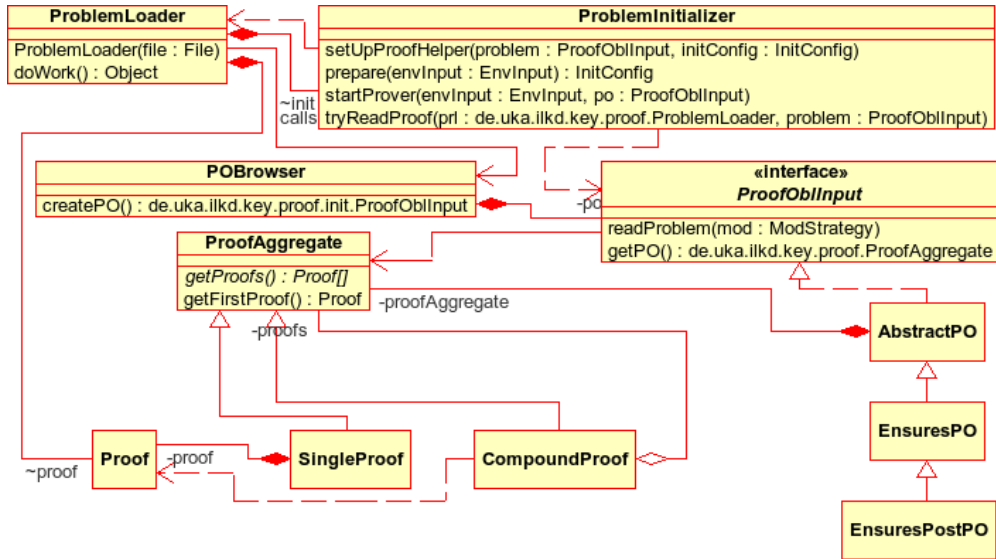 ProblemLoader
ProblemLoader(file : File)
doWork() : Object
ProblemInitializer
setUpProofHelper(problem : ProofOblInput, initConfig : InitConfig)
prepare(envInput : EnvInput) : InitConfig
startProver(envInput : EnvInput, po : ProofOblInput)
tryReadProof(prl : de.uka.ilkd.key.proof.ProblemLoader, problem : ProofOblInput)
~init
calls
POBrowser
createPO() : de.uka.ilkd.key.proof.init.ProofOblInput
-po
«interface»
ProofOblInput
readProblem(mod : ModStrategy)
getPO() : de.uka.ilkd.key.proof.ProofAggregate
ProofAggregate
getProofs() : Proof[]
getFirstProof() : Proof
-proofAggregate
-proofs
AbstractPO
EnsuresPO
EnsuresPostPO
Proof
-proof
~proof
SingleProof
CompoundProof